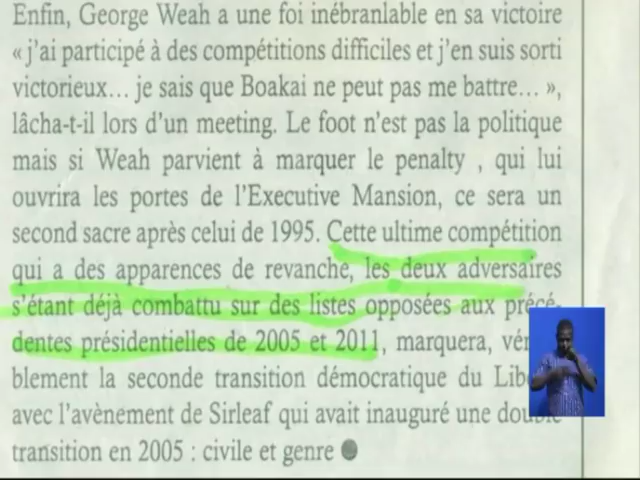 Enfin, George Weah a une foi inébranlable en sa victoire
« j'ai participé à des compétitions difficiles et j'en suis sorti
victorieux... je sais que Boakai ne peut pas me battre... »,
lâcha-t-il lors d'un meeting. Le foot n'est pas la politique
mais si Weah parvient à marquer le penalty , qui lui
ouvrira les portes de l'Executive Mansion, ce sera un
second sacre après celui de 1995. Cette ultime compétition
qui a des apparences de revanche, les deux adversaires
s'étant déjà combattu sur des listes opposées aux précé-
dentes présidentielles de 2005 et 2011, marquera,
blement la seconde transition démocratique du
avec l'avènement de Sirleaf qui avait inauguré une double
transition en 2005 : civile et genre